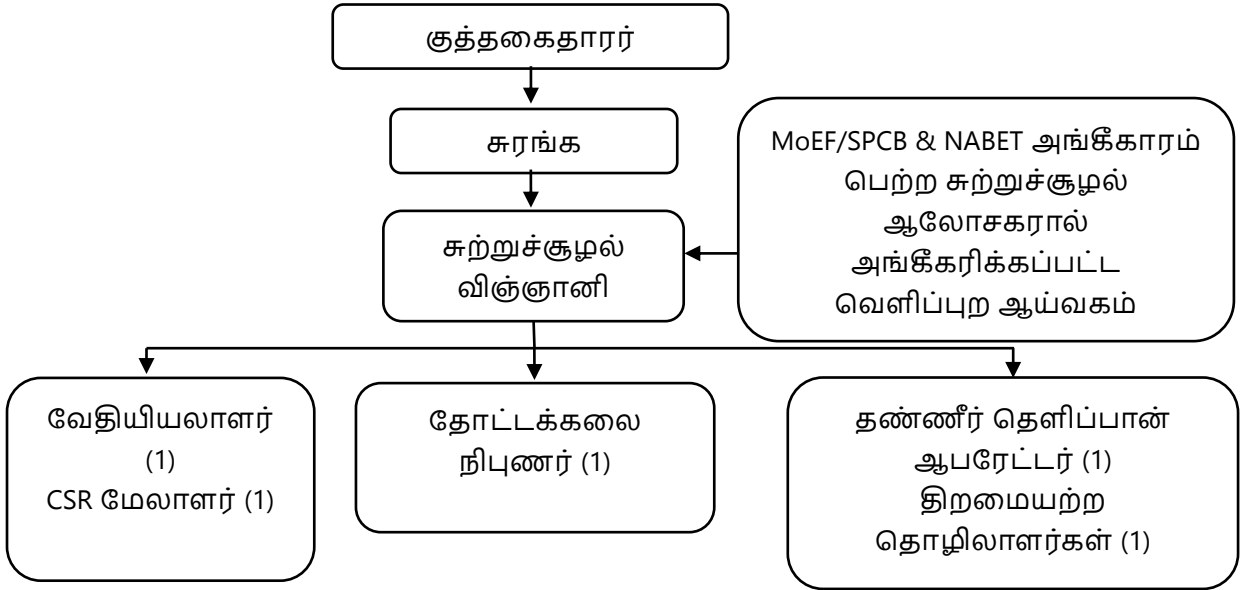 குத்தகைதாரர்
சுரங்க
MoEF/SPCB & NABET அங்கீகாரம்
பெற்ற சுற்றுச்சூழல்
ஆலோசகரால்
அங்கீகரிக்கப்பட்ட
வெளிப்புற ஆய்வகம்
சுற்றுச்சூழல்
விஞ்ஞானி
வேதியியலாளர்
(1)
CSR மேலாளர் (1)
தோட்டக்கலை
நிபுணர் (1)
தண்ணீர் தெளிப்பான்
ஆபரேட்டர் (1)
திறமையற்ற
தொழிலாளர்கள் (1)